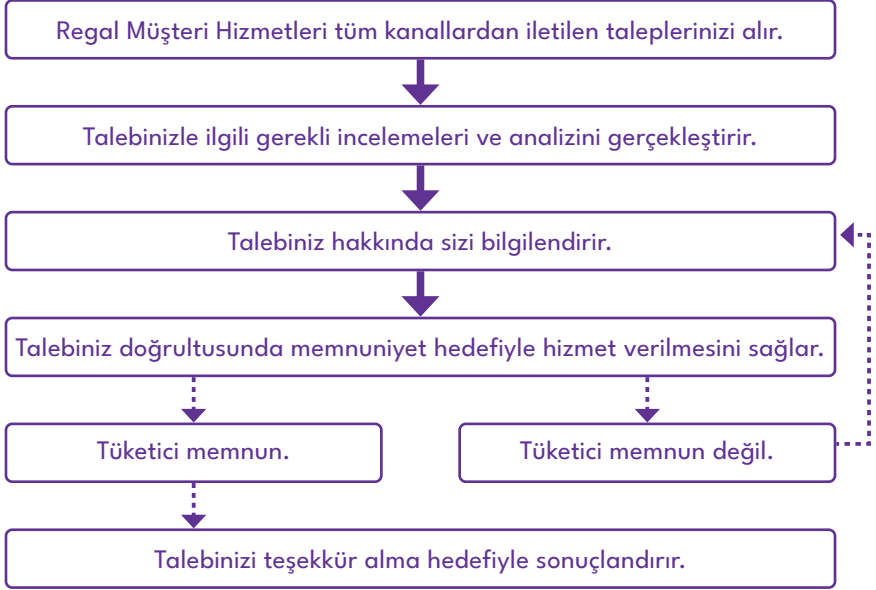 Regal Müşteri Hizmetleri tüm kanallardan iletilen taleplerinizi alır.
Talebinizle ilgili gerekli incelemeleri ve analizini gerçekleştirir.
Talebiniz hakkında sizi bilgilendirir.
Talebiniz doğrultusunda memnuniyet hedefiyle hizmet verilmesini sağlar.
Tüketici memnun.
Tüketici memnun değil.
Talebinizi teşekkür alma hedefiyle sonuçlandırır.